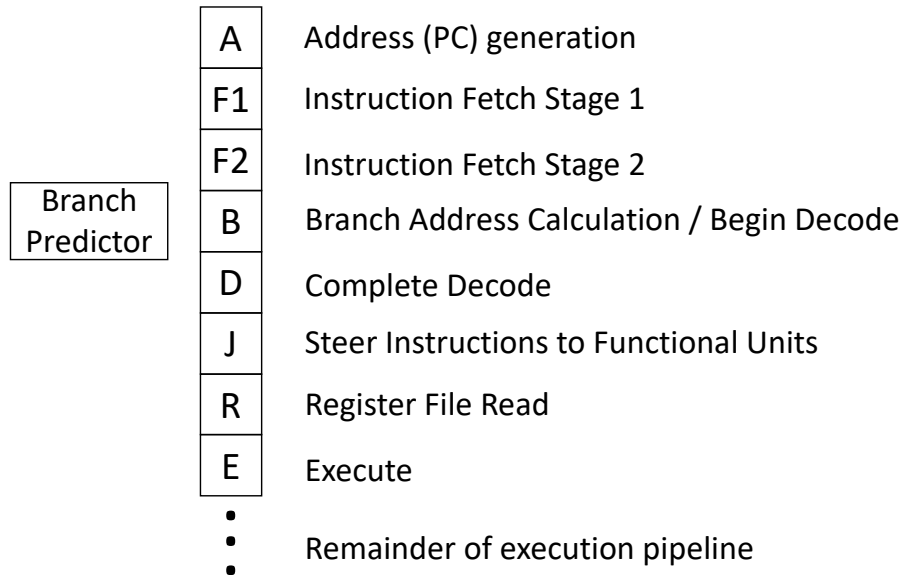 A Address (PC) generation
F1 Instruction Fetch Stage 1
F2 Instruction Fetch Stage 2
Branch
Predictor
B Branch Address Calculation / Begin Decode
D Complete Decode
J Steer Instructions to Functional Units
R Register File Read
E Execute
Remainder of execution pipeline